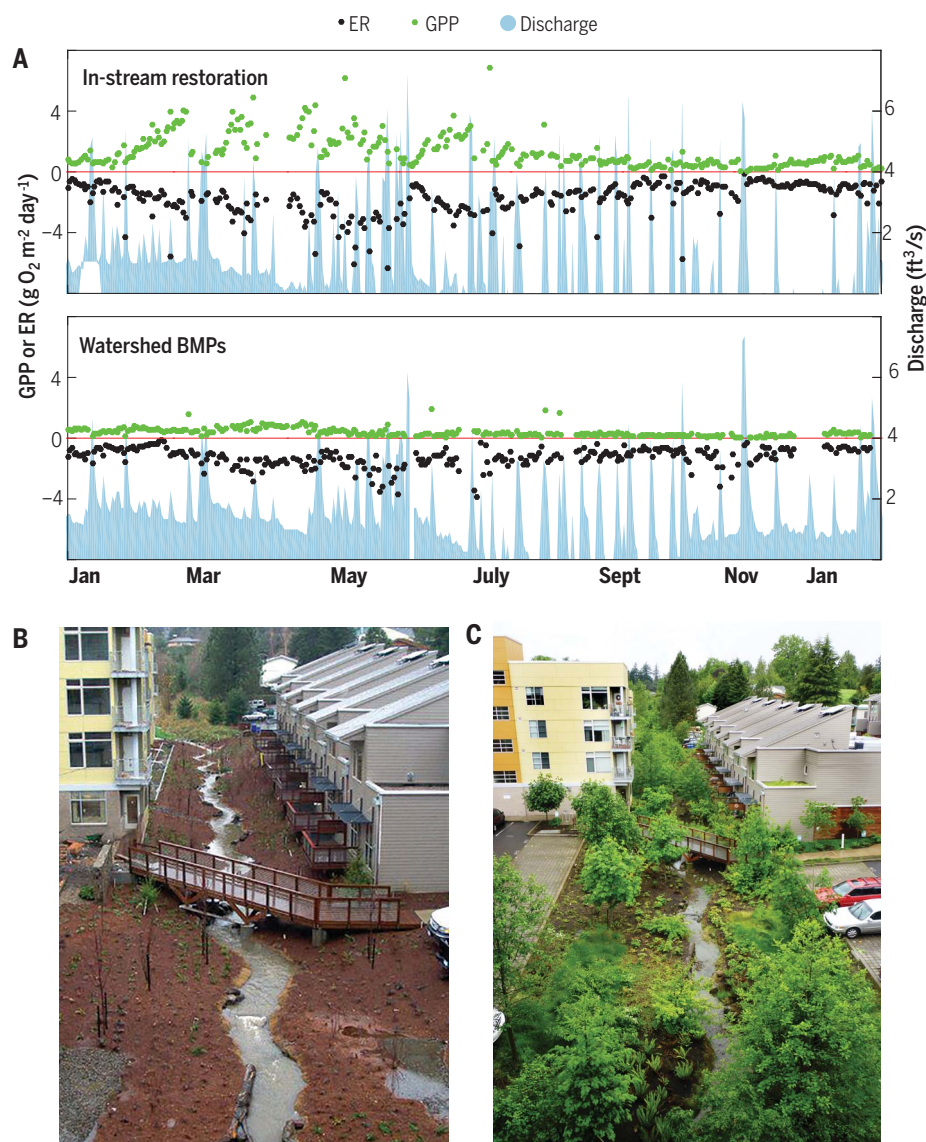 ER GPP Discharge
A
In-stream restoration
4
0
−4
6
4
2
0
Watershed BMPs
4
0
−4
6
4
2
GPP or ER (g O₂ m⁻² day⁻¹)
Discharge (ft³/s)
Jan Mar May July Sept Nov Jan
B
C